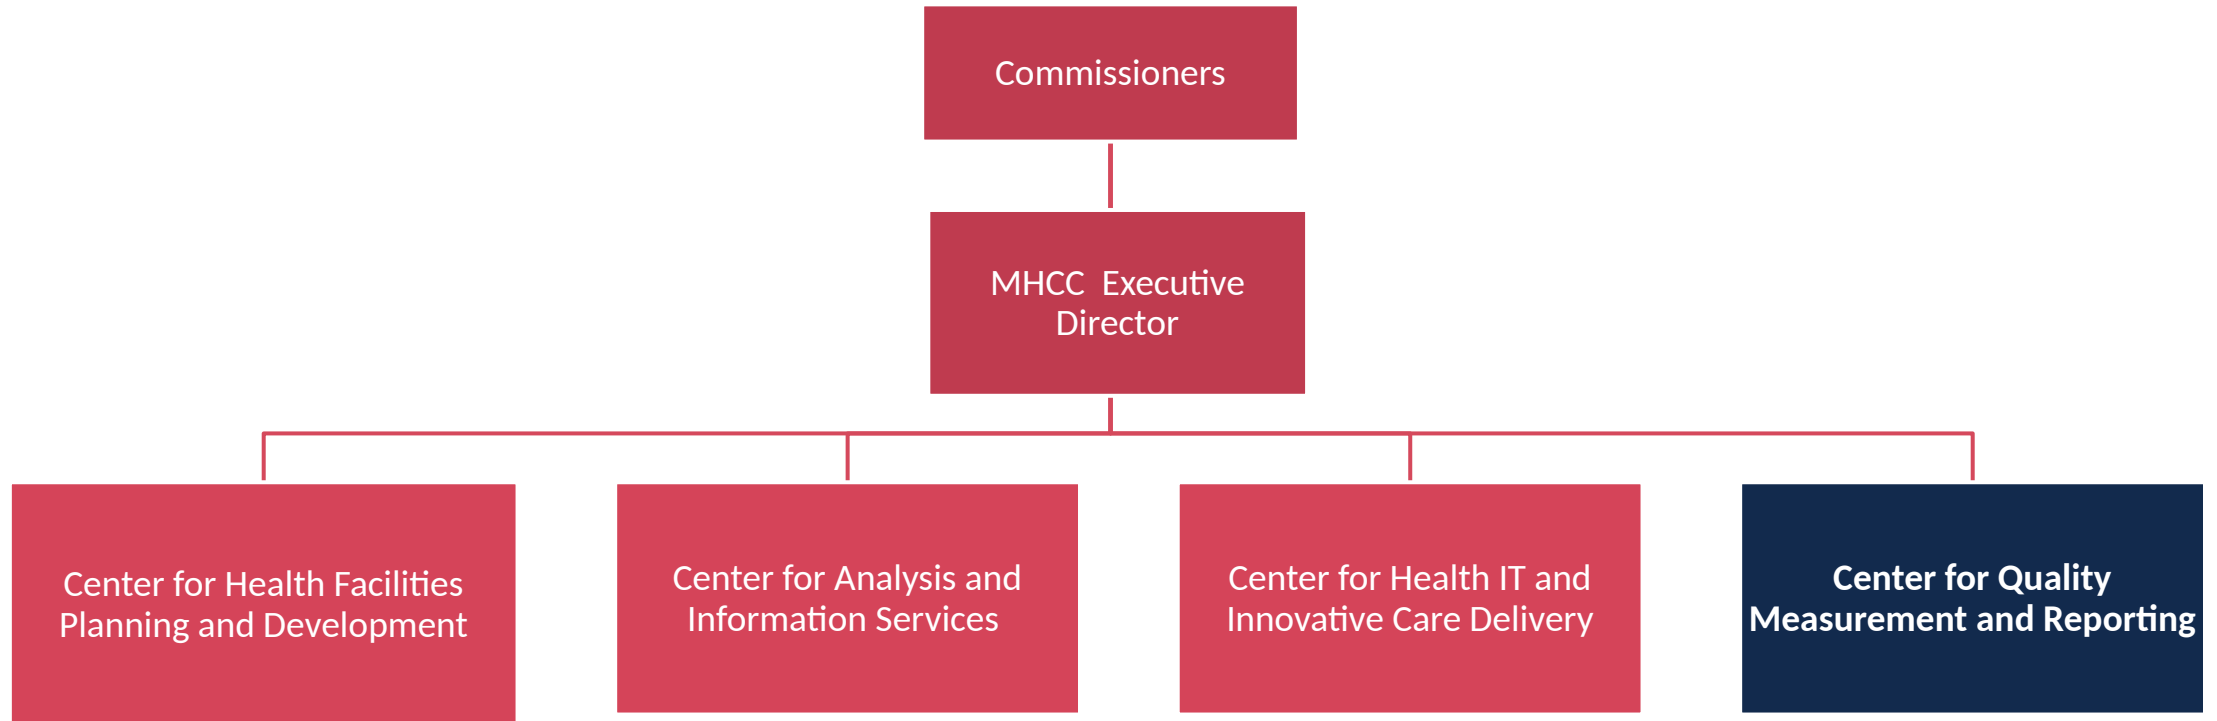 Commissioners
MHCC  Executive
Director
Center for Health Facilities
Planning and Development
Center for Analysis and
Information Services
Center for Health IT and
Innovative Care Delivery
Center for Quality
Measurement and Reporting